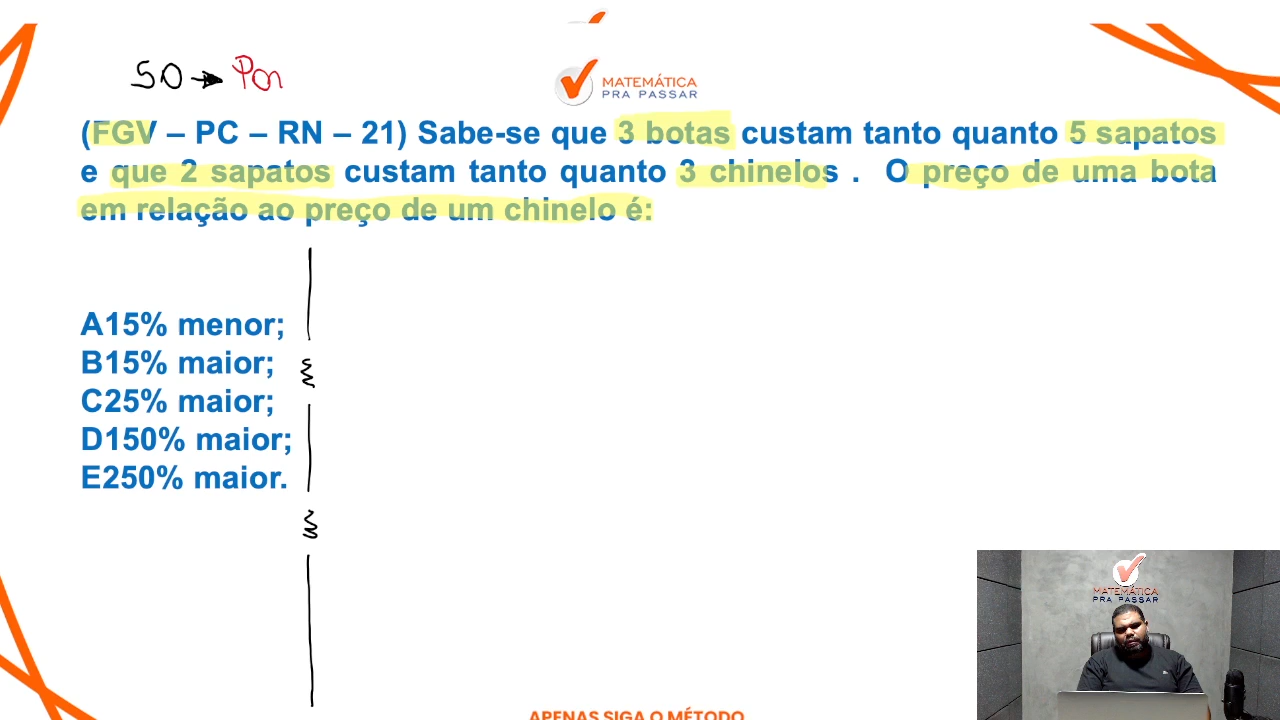 50 → Por
MATEMÁTICA
PRA PASSAR
(FGV – PC – RN – 21) Sabe-se que 3 botas custam tanto quanto 5 sapatos
e que 2 sapatos custam tanto quanto 3 chinelos . O preço de uma bota
em relação ao preço de um chinelo é:
A15% menor;
B15% maior;
C25% maior;
D150% maior;
E250% maior.
MATEMÁTICA
PRA PASSAR
APENAS SIGA O MÉTODO